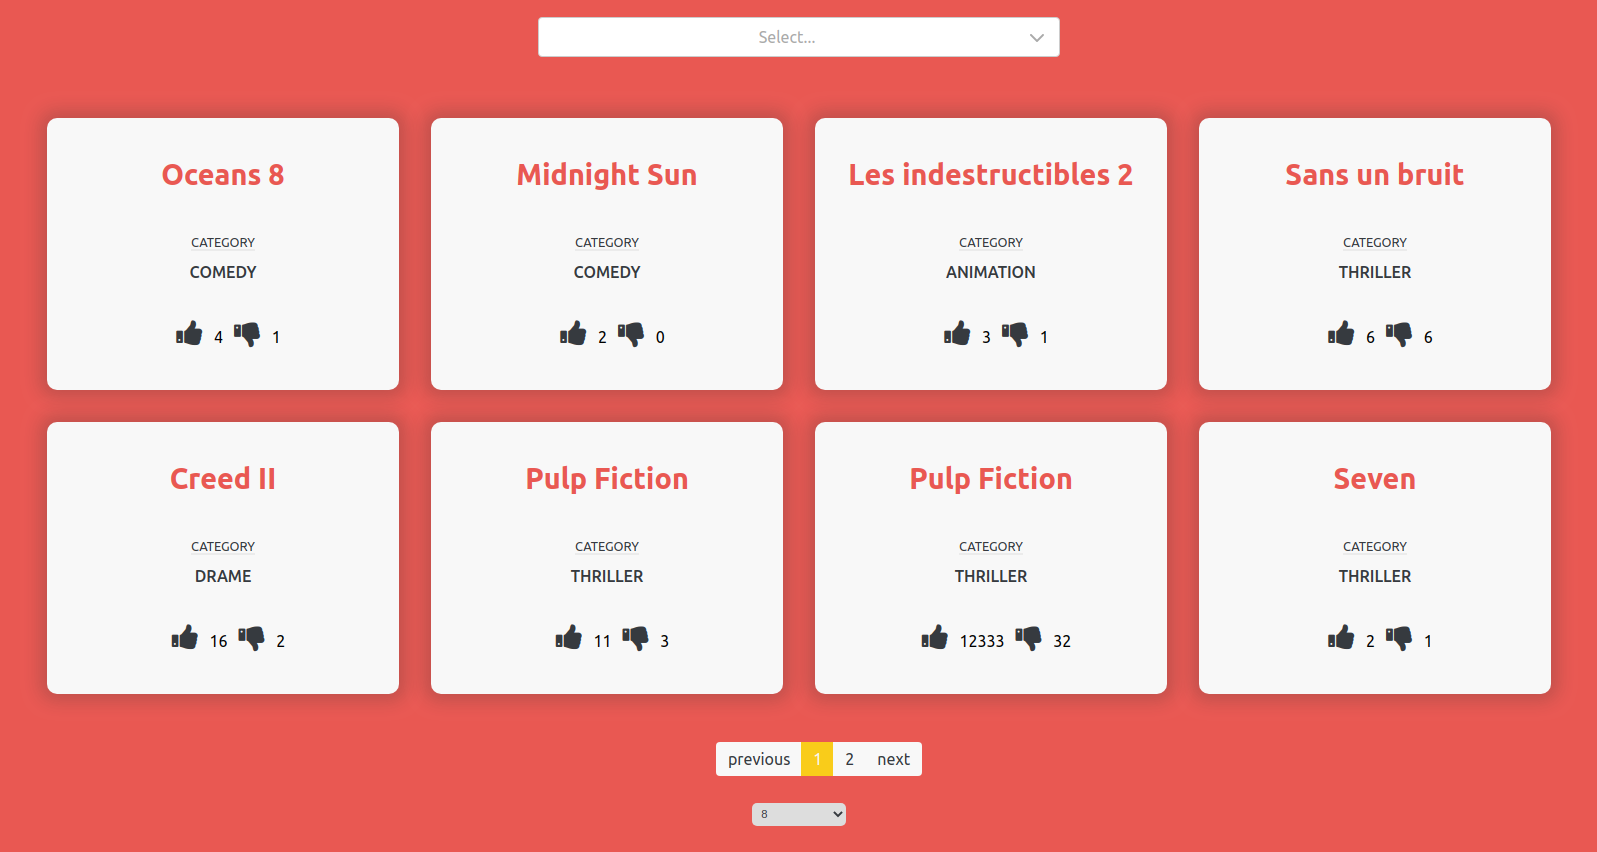 Select...
Oceans 8
CATEGORY
COMEDY
4 1
Midnight Sun
CATEGORY
COMEDY
2 0
Les indestructibles 2
CATEGORY
ANIMATION
3 1
Sans un bruit
CATEGORY
THRILLER
6 6
Creed II
CATEGORY
DRAME
16 2
Pulp Fiction
CATEGORY
THRILLER
11 3
Pulp Fiction
CATEGORY
THRILLER
12333 32
Seven
CATEGORY
THRILLER
2 1
previous 1 2 next
8